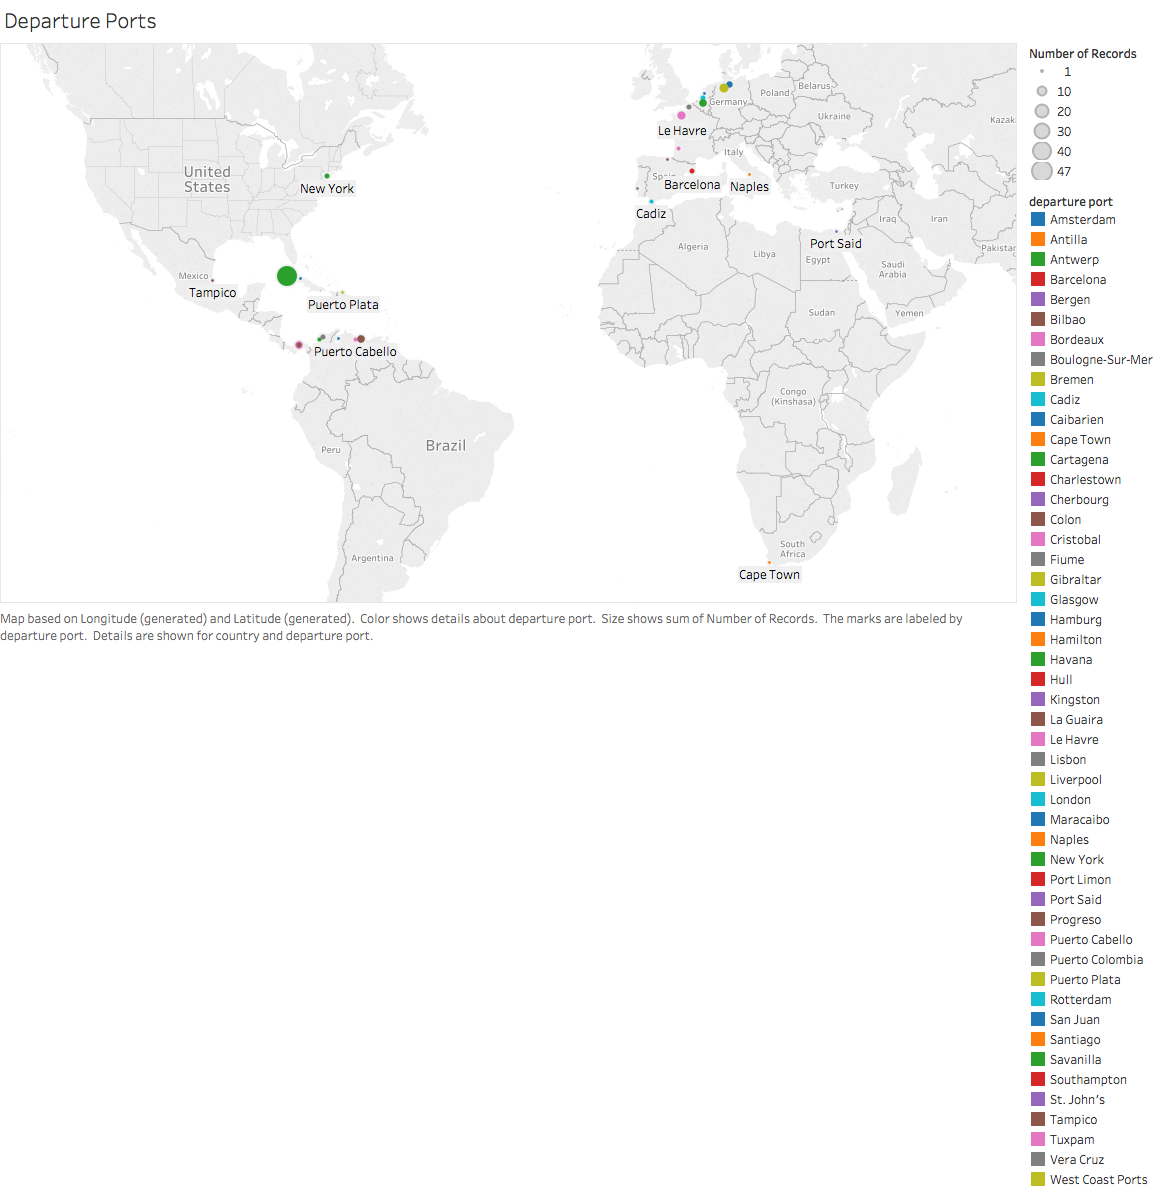 Departure Ports
Poland
Belarus
Germany
Ukraine
Kazak
Le Havre
Italy
Spain
Barcelona
Naples
Turkey
United
States
New York
Cadiz
Iraq
Iran
Port Said
Algeria
Libya
Egypt
Pakistan
Saudi
Arabia
Mexico
Tampico
Puerto Plata
Sudan
Yemen
Puerto Cabello
Congo
(Kinshasa)
Peru
Brazil
Argentina
South
Africa
Cape Town
Map based on Longitude (generated) and Latitude (generated). Color shows details about departure port. Size shows sum of Number of Records. The marks are labeled by
departure port. Details are shown for country and departure port.
Number of Records
1
10
20
30
40
47
departure port
Amsterdam
Antilla
Antwerp
Barcelona
Bergen
Bilbao
Bordeaux
Boulogne-Sur-Mer
Bremen
Cadiz
Caibarien
Cape Town
Cartagena
Charlestown
Cherbourg
Colon
Cristobal
Fiume
Gibraltar
Glasgow
Hamburg
Hamilton
Havana
Hull
Kingston
La Guaira
Le Havre
Lisbon
Liverpool
London
Maracaibo
Naples
New York
Port Limon
Port Said
Progreso
Puerto Cabello
Puerto Colombia
Puerto Plata
Rotterdam
San Juan
Santiago
Savanilla
Southampton
St. John's
Tampico
Tuxpam
Vera Cruz
West Coast Ports